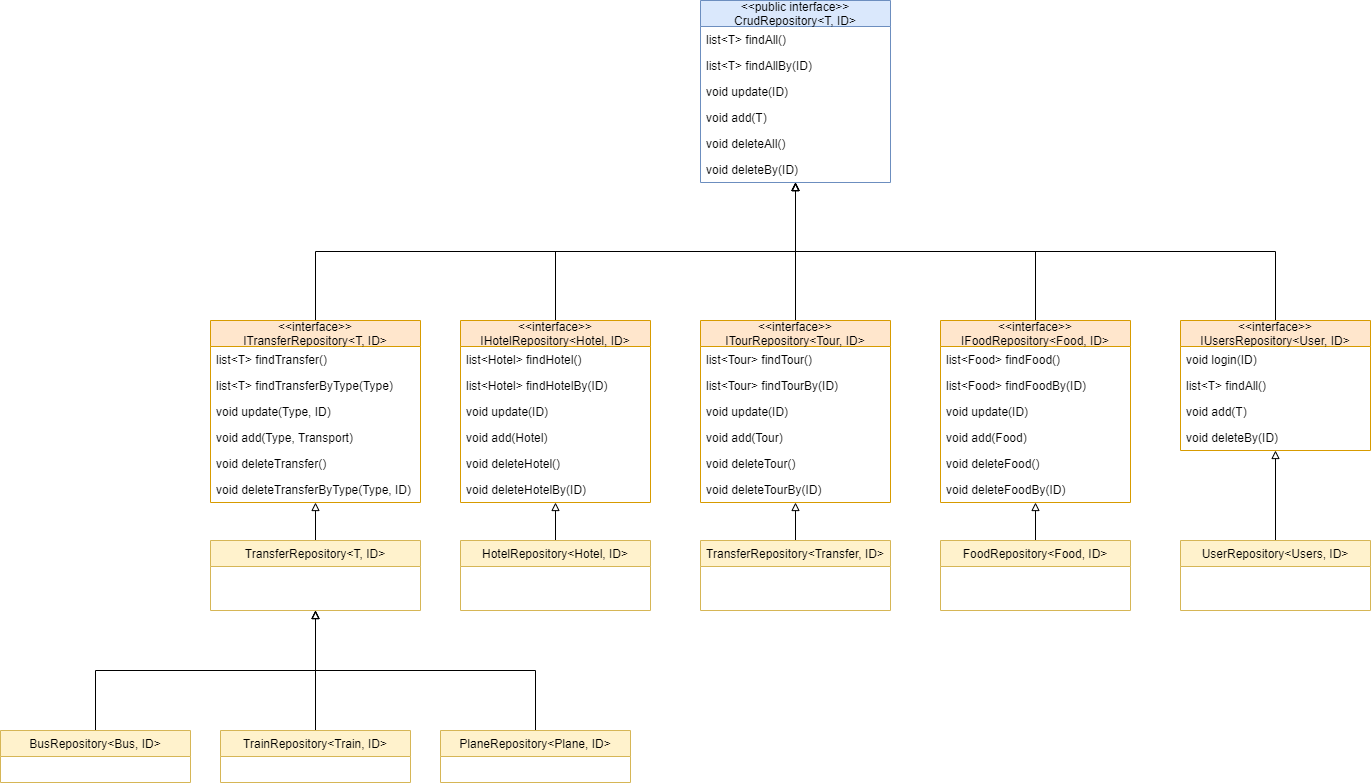 <<public interface>>
CrudRepository<T, ID>
list<T> findAll()
list<T> findAllBy(ID)
void update(ID)
void add(T)
void deleteAll()
void deleteBy(ID)
<<interface>>
ITransferRepository<T, ID>
list<T> findTransfer()
list<T> findTransferByType(Type)
void update(Type, ID)
void add(Type, Transport)
void deleteTransfer()
void deleteTransferByType(Type, ID)
<<interface>>
IHotelRepository<Hotel, ID>
list<Hotel> findHotel()
list<Hotel> findHotelBy(ID)
void update(ID)
void add(Hotel)
void deleteHotel()
void deleteHotelBy(ID)
<<interface>>
ITourRepository<Tour, ID>
list<Tour> findTour()
list<Tour> findTourBy(ID)
void update(ID)
void add(Tour)
void deleteTour()
void deleteTourBy(ID)
<<interface>>
IFoodRepository<Food, ID>
list<Food> findFood()
list<Food> findFoodBy(ID)
void update(ID)
void add(Food)
void deleteFood()
void deleteFoodBy(ID)
<<interface>>
IUsersRepository<User, ID>
void login(ID)
list<T> findAll()
void add(T)
void deleteBy(ID)
TransferRepository<T, ID>
HotelRepository<Hotel, ID>
TransferRepository<Transfer, ID>
FoodRepository<Food, ID>
UserRepository<Users, ID>
BusRepository<Bus, ID>
TrainRepository<Train, ID>
PlaneRepository<Plane, ID>